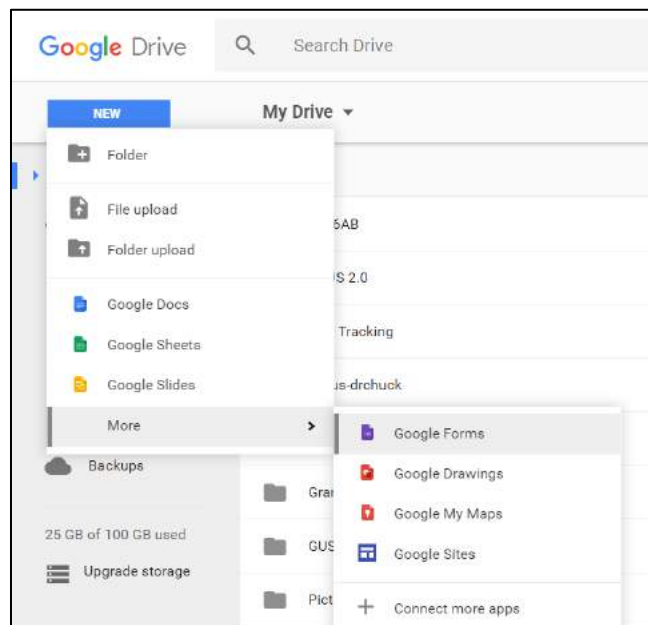 Google Drive
Search Drive
NEW
My Drive
Folder
File upload
6AB
Folder upload
S 2.0
Google Docs
Tracking
Google Sheets
us-drchuck
Google Slides
More
Google Forms
Backups
Google Drawings
Gra
Google My Maps
25 GB of 100 GB used
GUS
Google Sites
Upgrade storage
Pict
Connect more apps